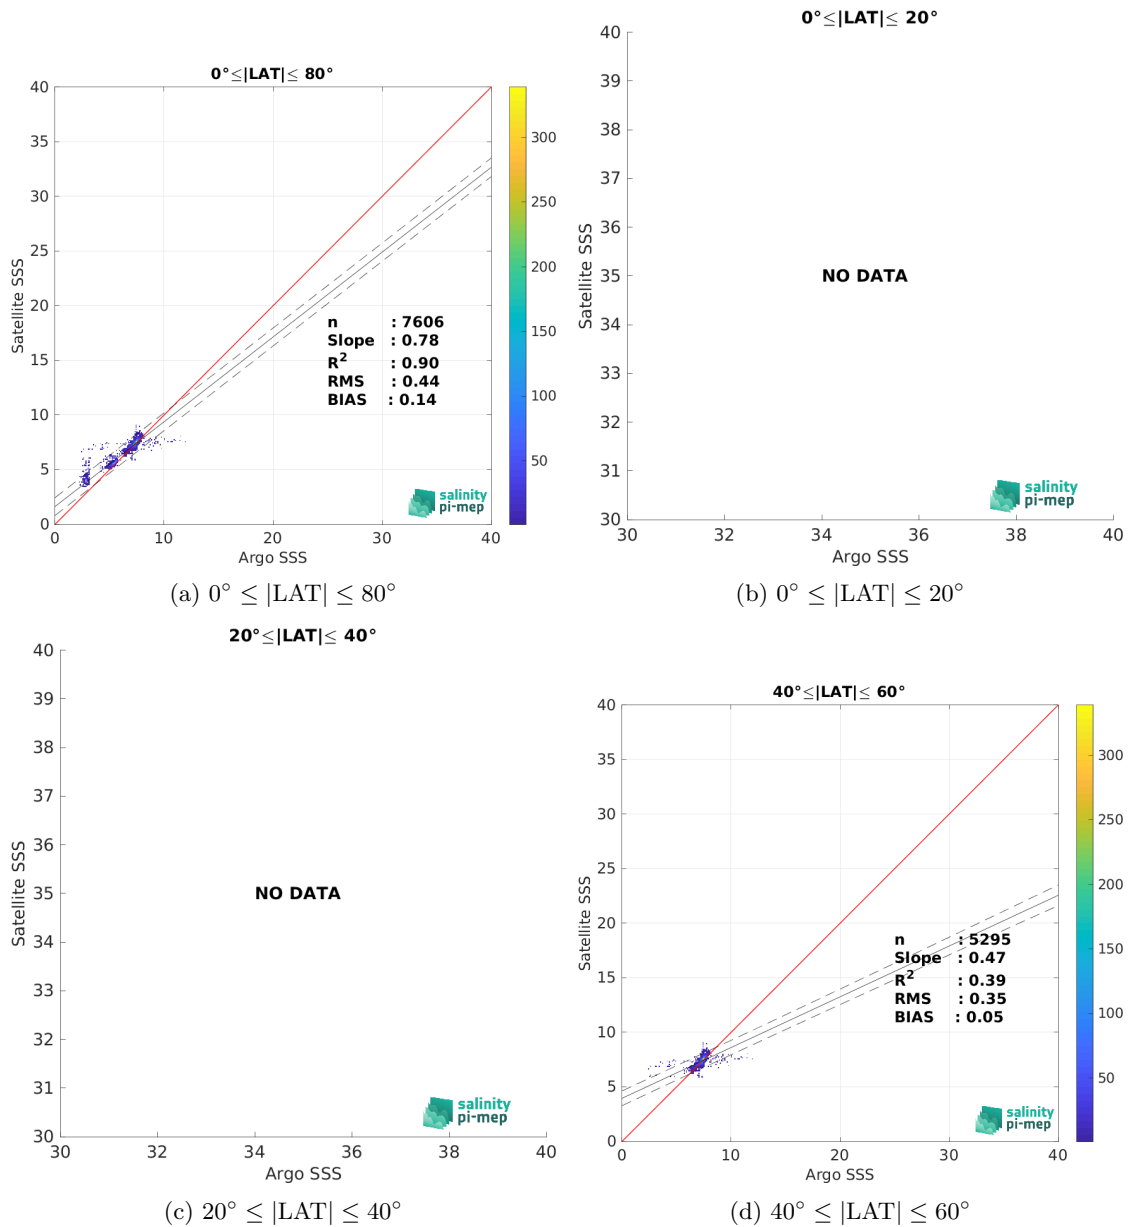 0°≤|LAT|≤ 80°
40
35
30
25
20
15
10
5
0
0
10
20
30
40
Satellite SSS
Argo SSS
n : 7606
Slope : 0.78
R² : 0.90
RMS : 0.44
BIAS : 0.14
300
250
200
150
100
50
salinity
pi-mep
(a) 0° ≤ |LAT| ≤ 80°
0°≤|LAT|≤ 20°
40
39
38
37
36
35
34
33
32
31
30
30
32
34
36
38
40
Satellite SSS
Argo SSS
NO DATA
salinity
pi-mep
(b) 0° ≤ |LAT| ≤ 20°
20°≤|LAT|≤ 40°
40
39
38
37
36
35
34
33
32
31
30
30
32
34
36
38
40
Satellite SSS
Argo SSS
NO DATA
salinity
pi-mep
(c) 20° ≤ |LAT| ≤ 40°
40°≤|LAT|≤ 60°
40
35
30
25
20
15
10
5
0
0
10
20
30
40
Satellite SSS
Argo SSS
n : 5295
Slope : 0.47
R² : 0.39
RMS : 0.35
BIAS : 0.05
300
250
200
150
100
50
salinity
pi-mep
(d) 40° ≤ |LAT| ≤ 60°